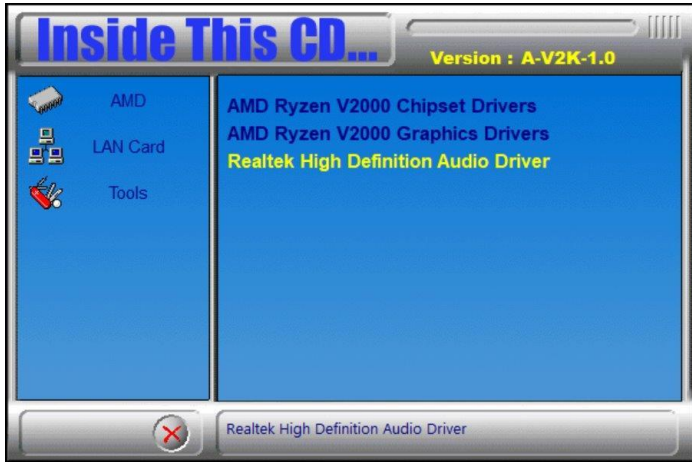 Inside This CD...
Version : A-V2K-1.0
AMD
LAN Card
Tools
AMD Ryzen V2000 Chipset Drivers
AMD Ryzen V2000 Graphics Drivers
Realtek High Definition Audio Driver
Realtek High Definition Audio Driver